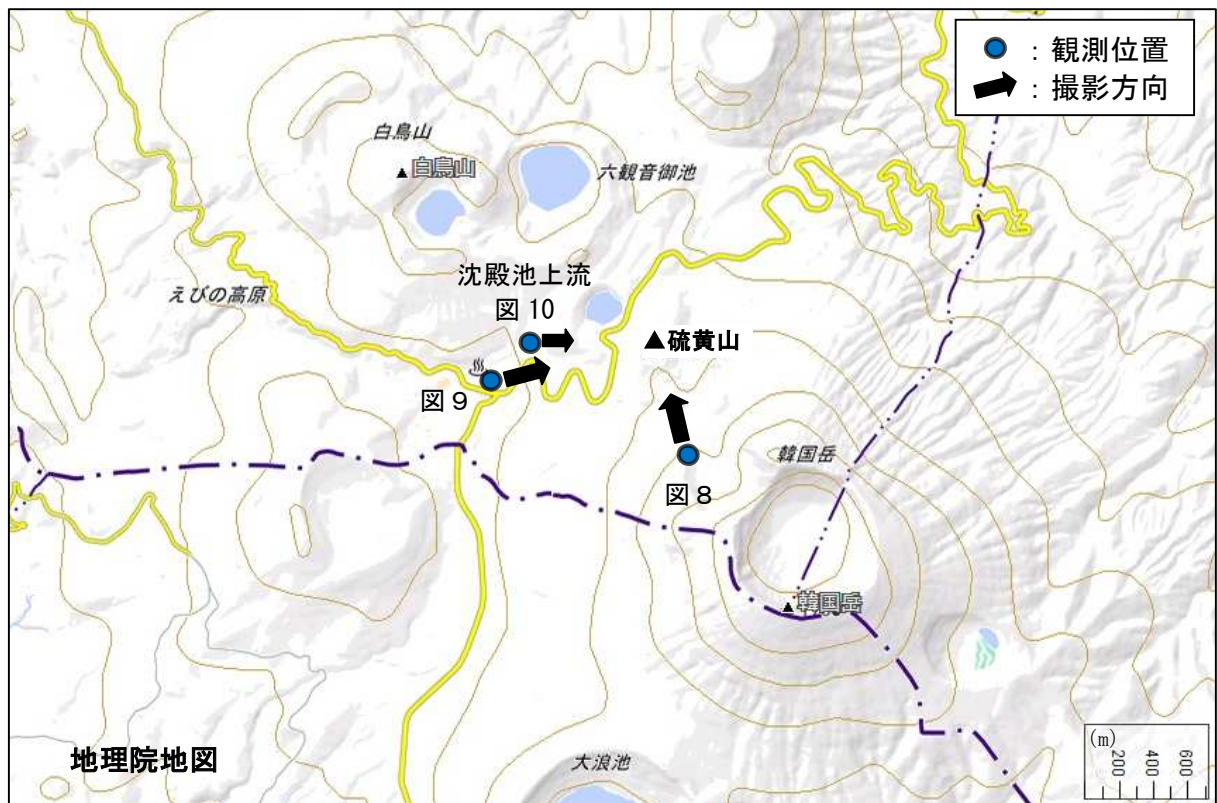 ：観測位置
：撮影方向
白鳥山
白鳥山
六観音御池
沈殿池上流
図 10
えびの高原
▲硫黄山
図 9
韓国岳
図 8
韓国岳
大浪池
地理院地図
(m)
200
400
600